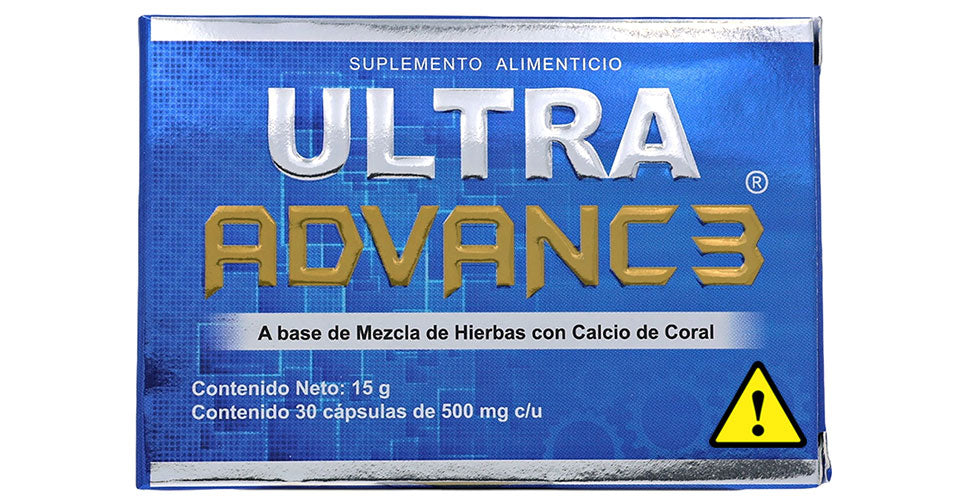 SUPLEMENTO ALIMENTICIO
ULTRA
ADVANC3®
A base de Mezcla de Hierbas con Calcio de Coral
Contenido Neto: 15 g
Contenido 30 cápsulas de 500 mg c/u
!